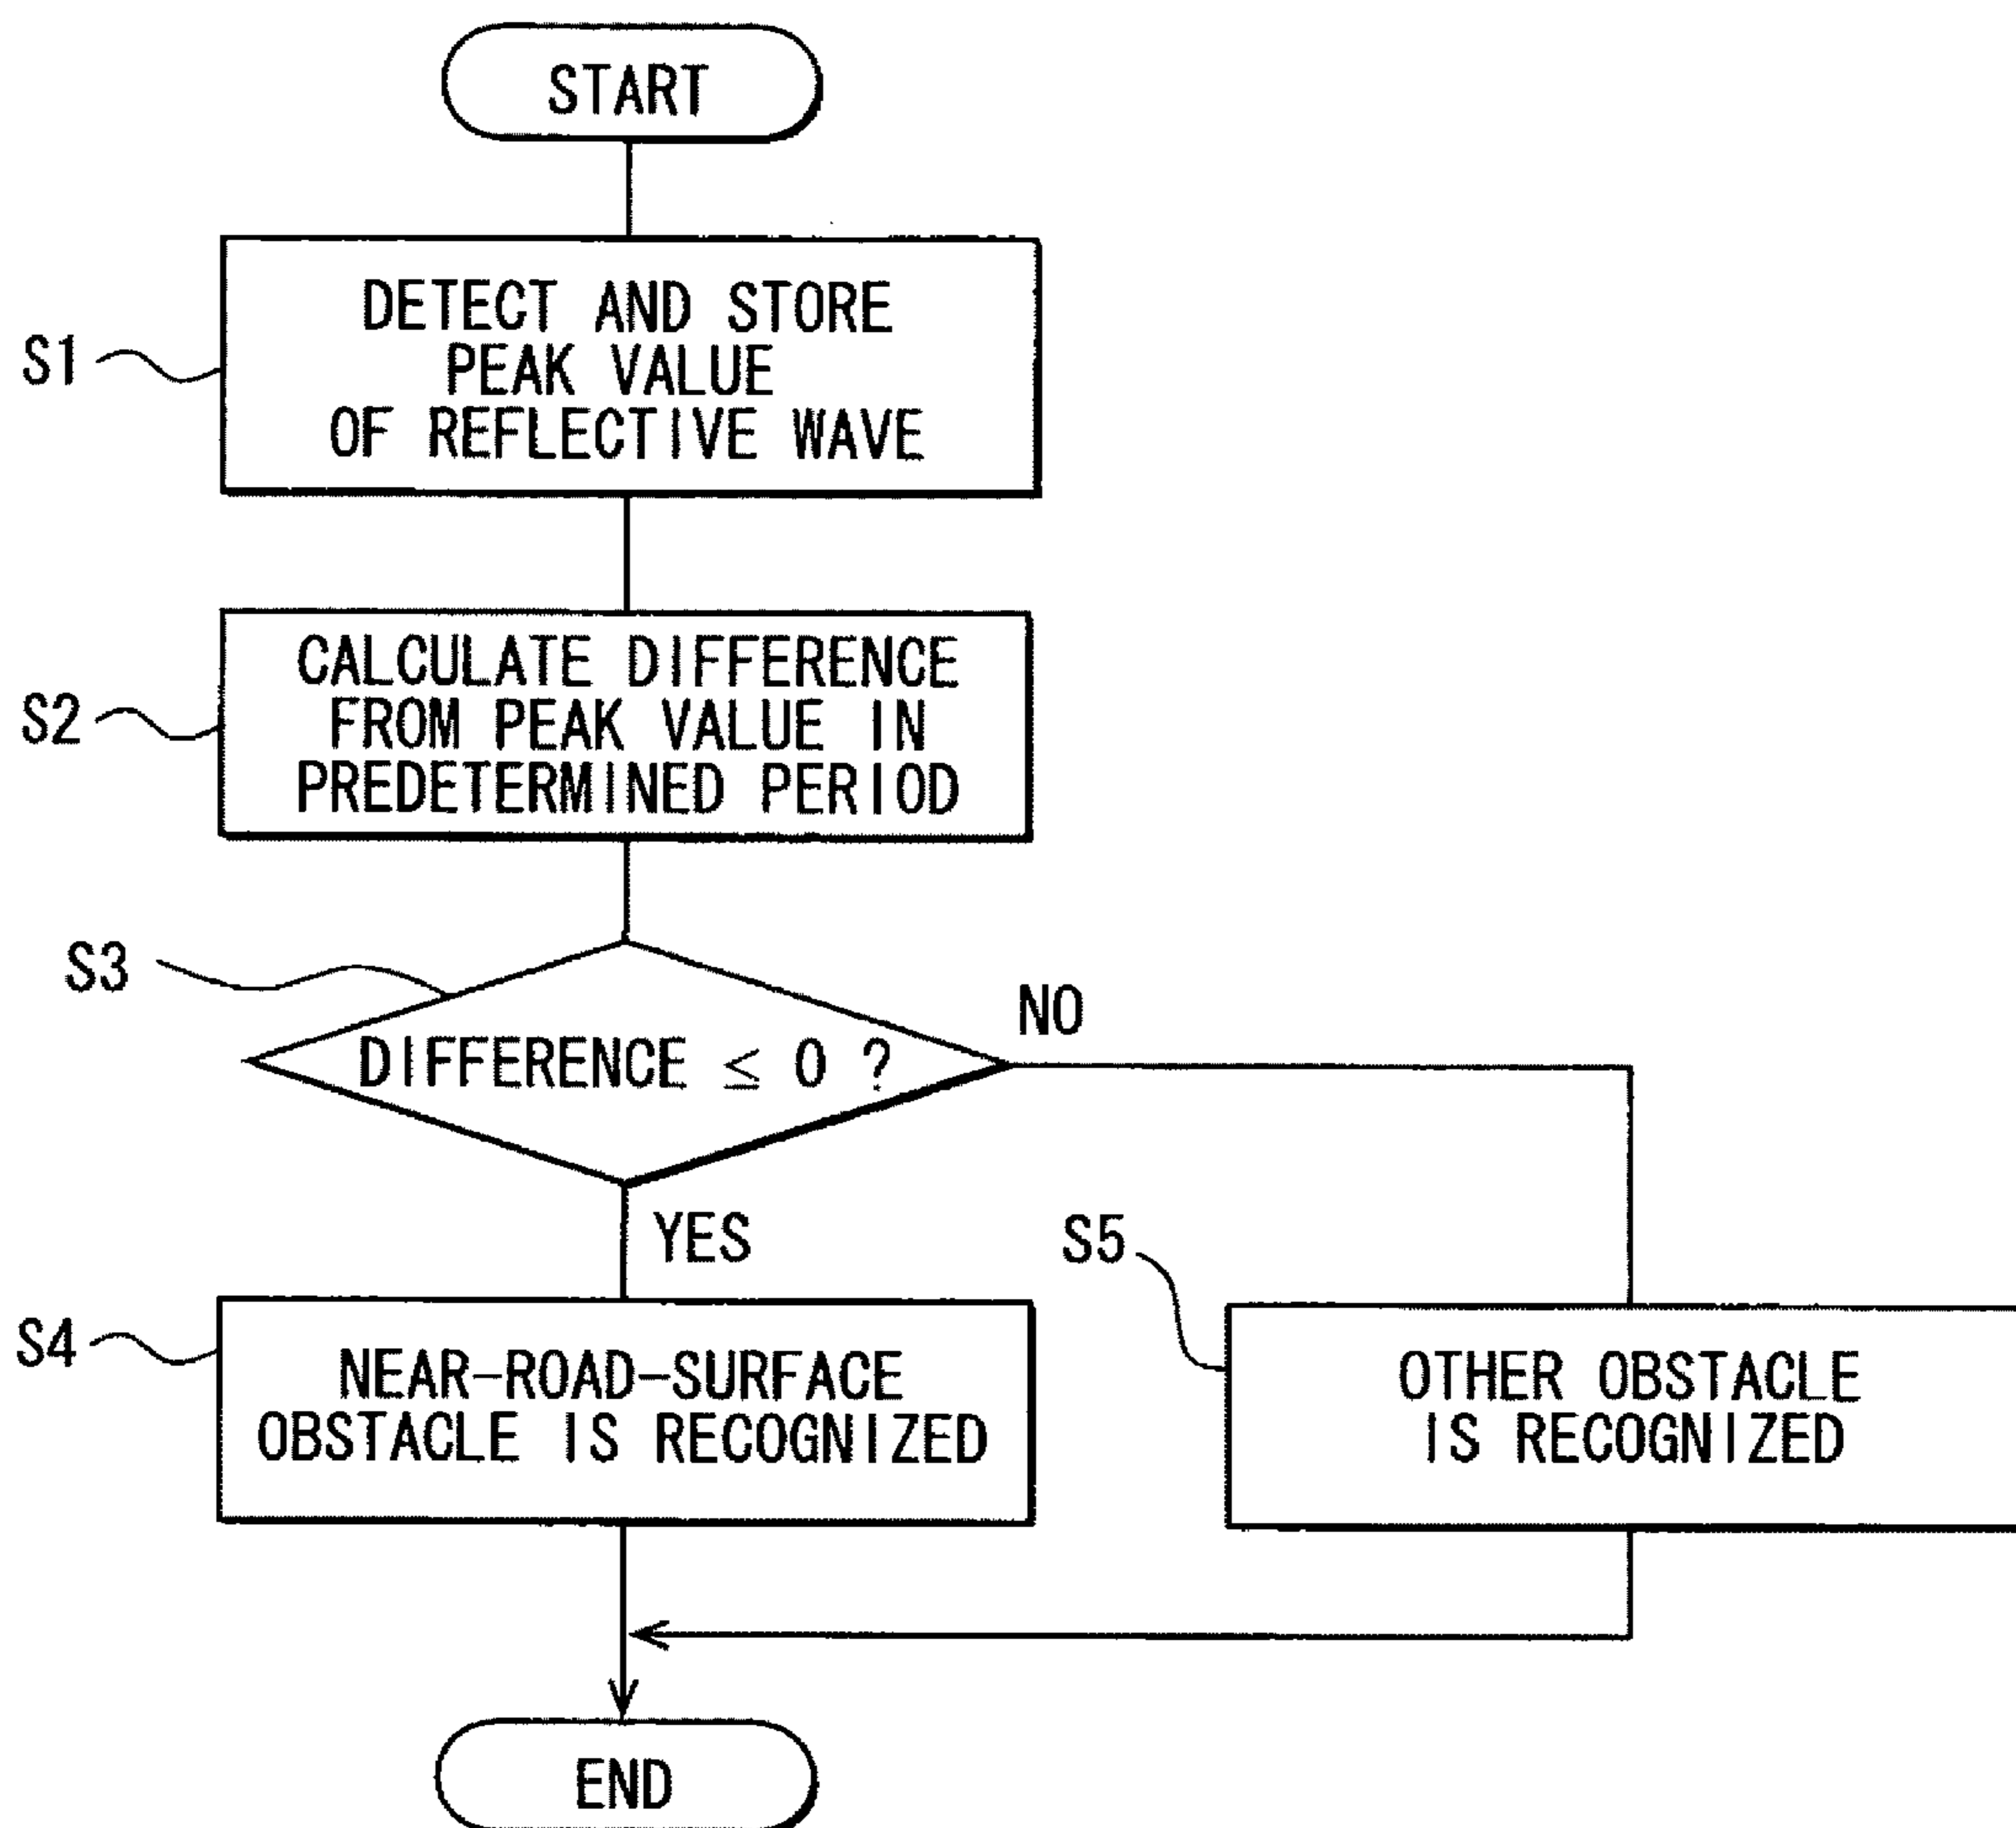 START
S1
DETECT AND STORE
PEAK VALUE
OF REFLECTIVE WAVE
S2
CALCULATE DIFFERENCE
FROM PEAK VALUE IN
PREDETERMINED PERIOD
S3
DIFFERENCE ≦ 0 ?
NO
YES
S4
NEAR-ROAD-SURFACE
OBSTACLE IS RECOGNIZED
S5
OTHER OBSTACLE
IS RECOGNIZED
END